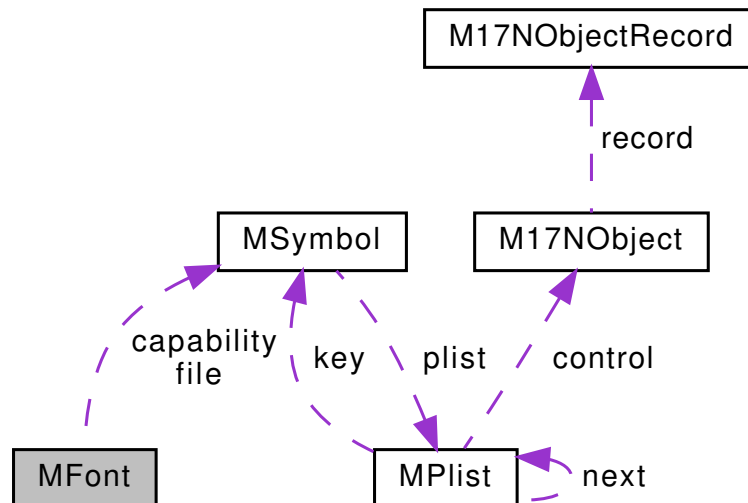 M17NObjectRecord
record
MSymbol
M17NObject
capability
file
key
plist
control
MFont
MPlist
next